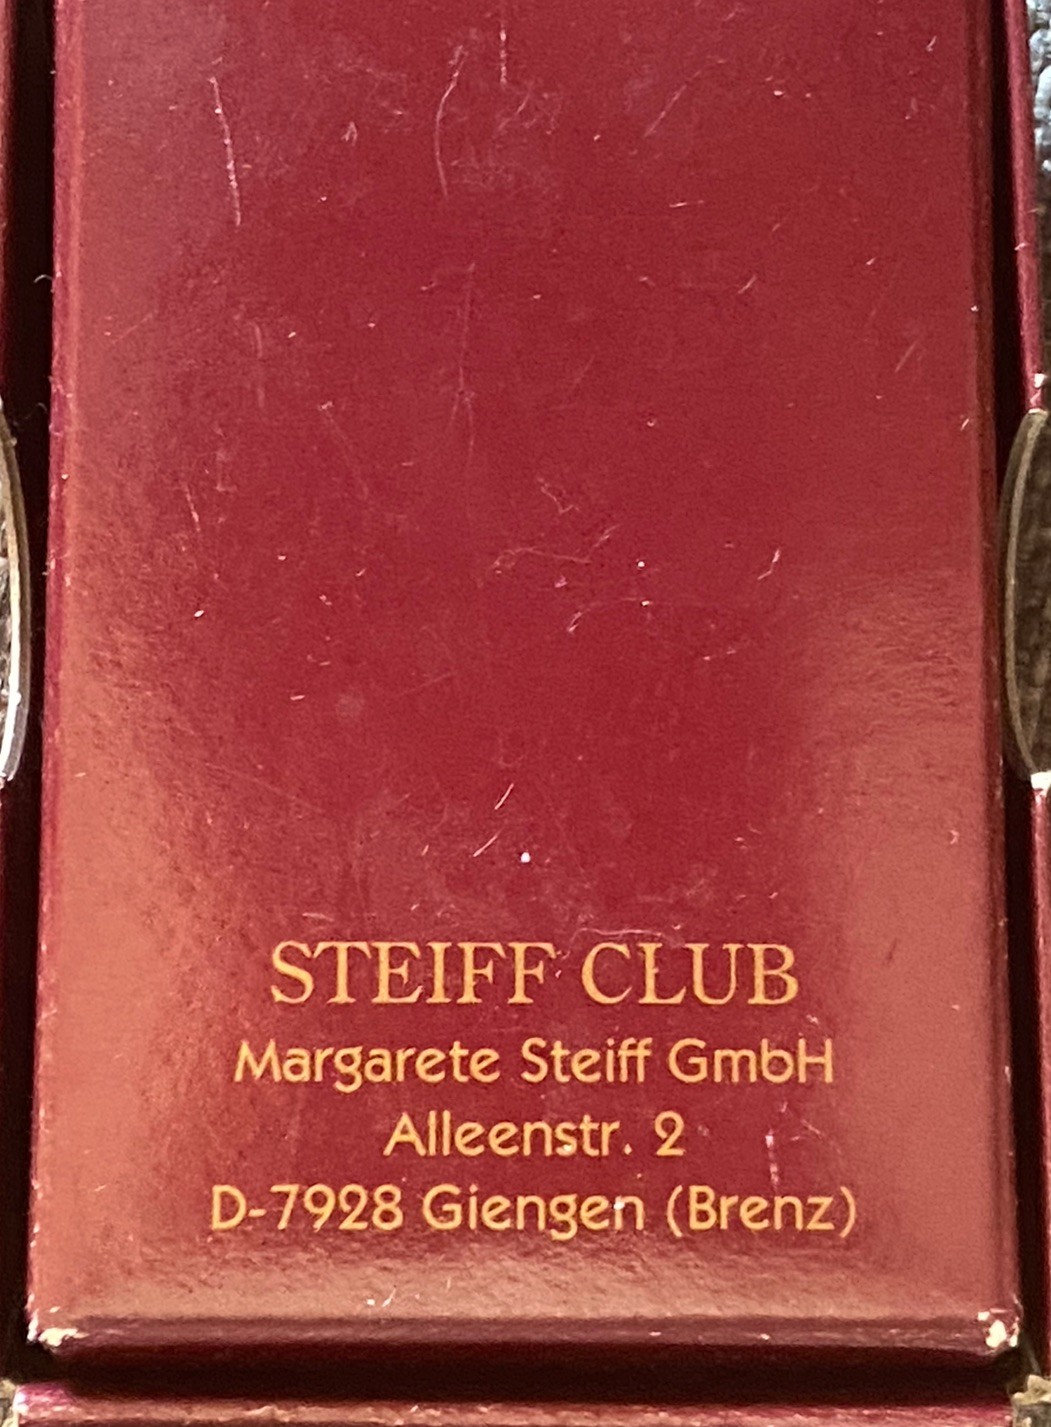 STEIFF CLUB
Margarete Steiff GmbH
Alleenstr. 2
D-7928 Giengen (Brenz)